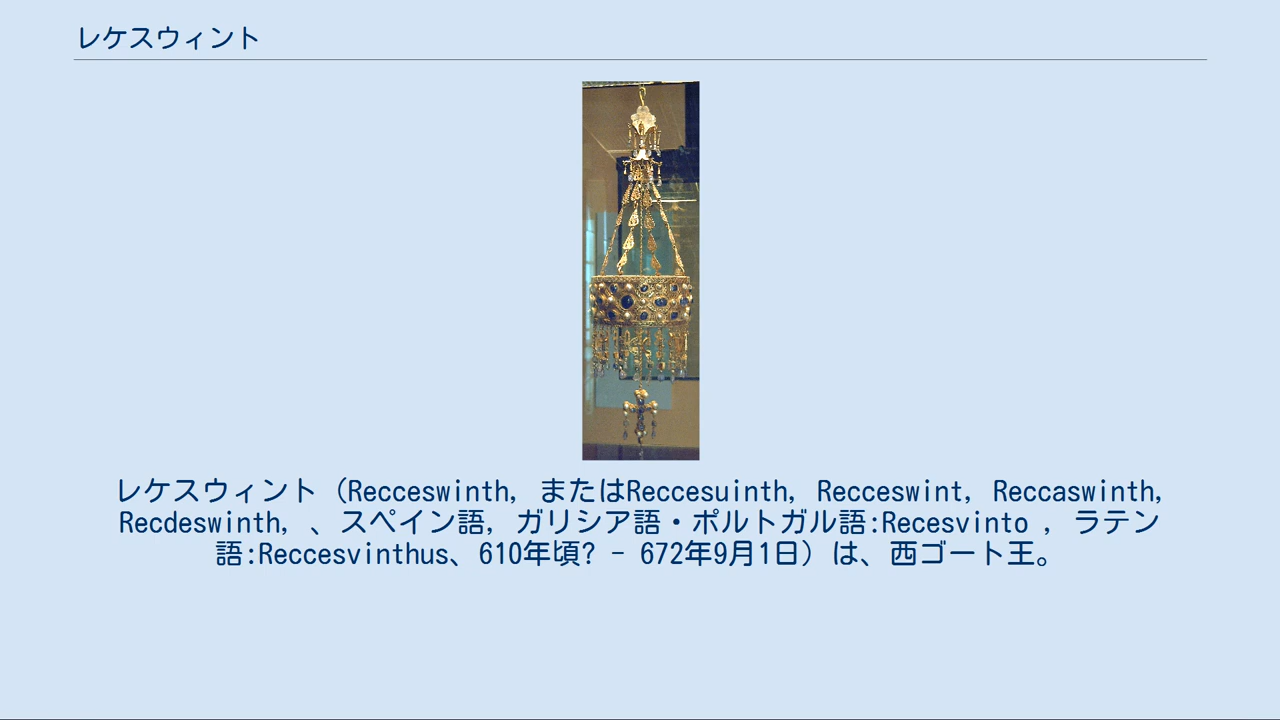 レケスウィント
レケスウィント（Recceswinth, またはReccesuinth, Recceswint, Reccaswinth,
Recdeswinth, 、スペイン語, ガリシア語・ポルトガル語:Recesvinto , ラテン
語:Reccesvinthus、610年頃? - 672年9月1日）は、西ゴート王。